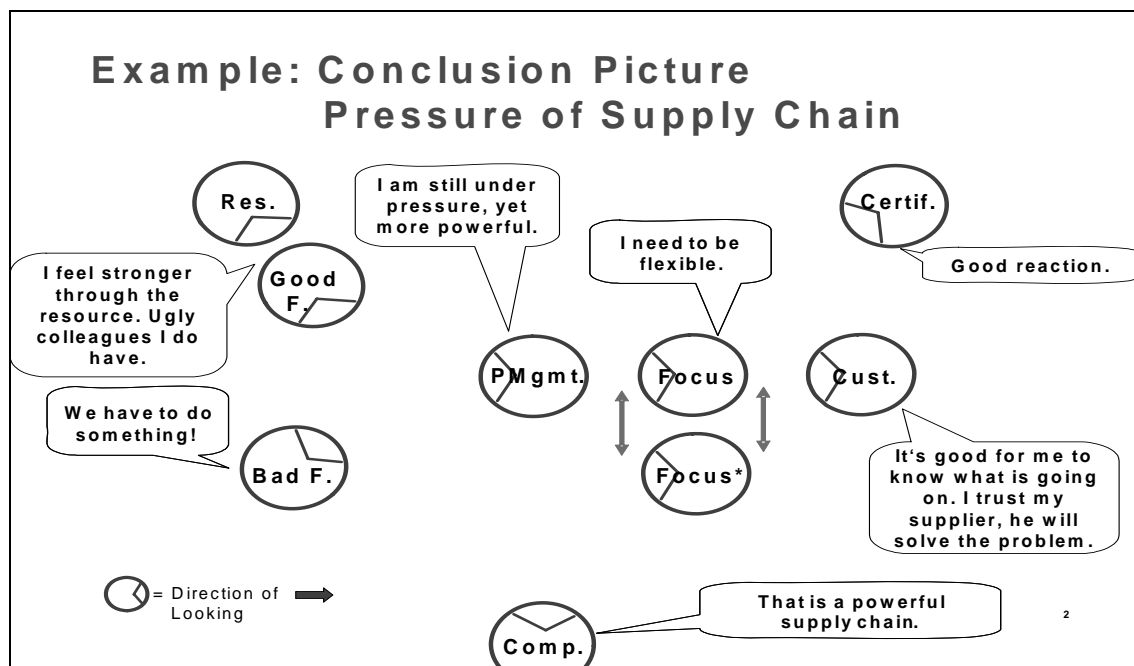 Example: Conclusion Picture
Pressure of Supply Chain
Res.
I am still under
pressure, yet
more powerful.
Certif.
I need to be
flexible.
Good reaction.
I feel stronger
through the
resource. Ugly
colleagues I do
have.
Good
F.
PMgmt.
Focus
Cust.
We have to do
something!
Bad F.
Focus*
It's good for me to
know what is going
on. I trust my
supplier, he will
solve the problem.
= Direction of
Looking
That is a powerful
supply chain.
2
Comp.